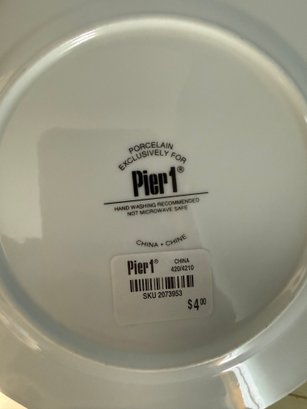 PORCELAIN
EXCLUSIVELY FOR
Pier 1®
HAND WASHING RECOMMENDED
NOT MICROWAVE SAFE
CHINA • CHINE
Pier 1® CHINA
420/4210
SKU 2073953
$4.00